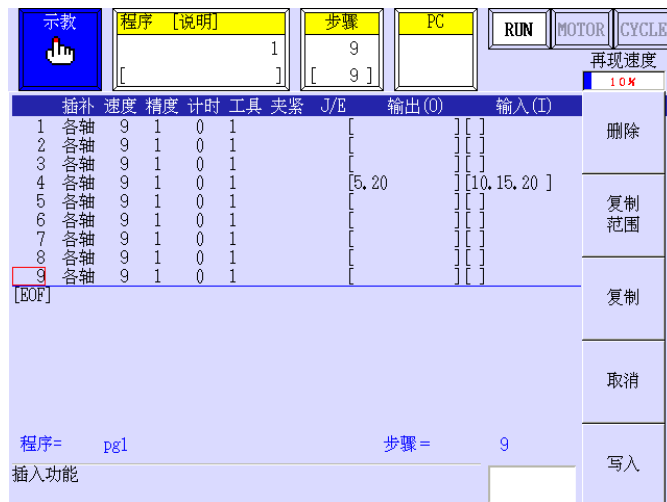 示教 程序 [说明] 步骤 PC RUN MOTOR CYCLE
1 9
[ ] [ 9 ]
再现速度
10%
插补 速度 精度 计时 工具 夹紧 J/E 输出(O) 输入(I)
1 各轴 9 1 0 1 [ ][ ]
2 各轴 9 1 0 1 [ ][ ]
3 各轴 9 1 0 1 [ ][ ]
4 各轴 9 1 0 1 [5.20 ][10.15.20 ]
5 各轴 9 1 0 1 [ ][ ]
6 各轴 9 1 0 1 [ ][ ]
7 各轴 9 1 0 1 [ ][ ]
8 各轴 9 1 0 1 [ ][ ]
9 各轴 9 1 0 1 [ ][ ]
[EOF]
删除
复制
范围
复制
取消
写入
程序= pg1 步骤= 9
插入功能